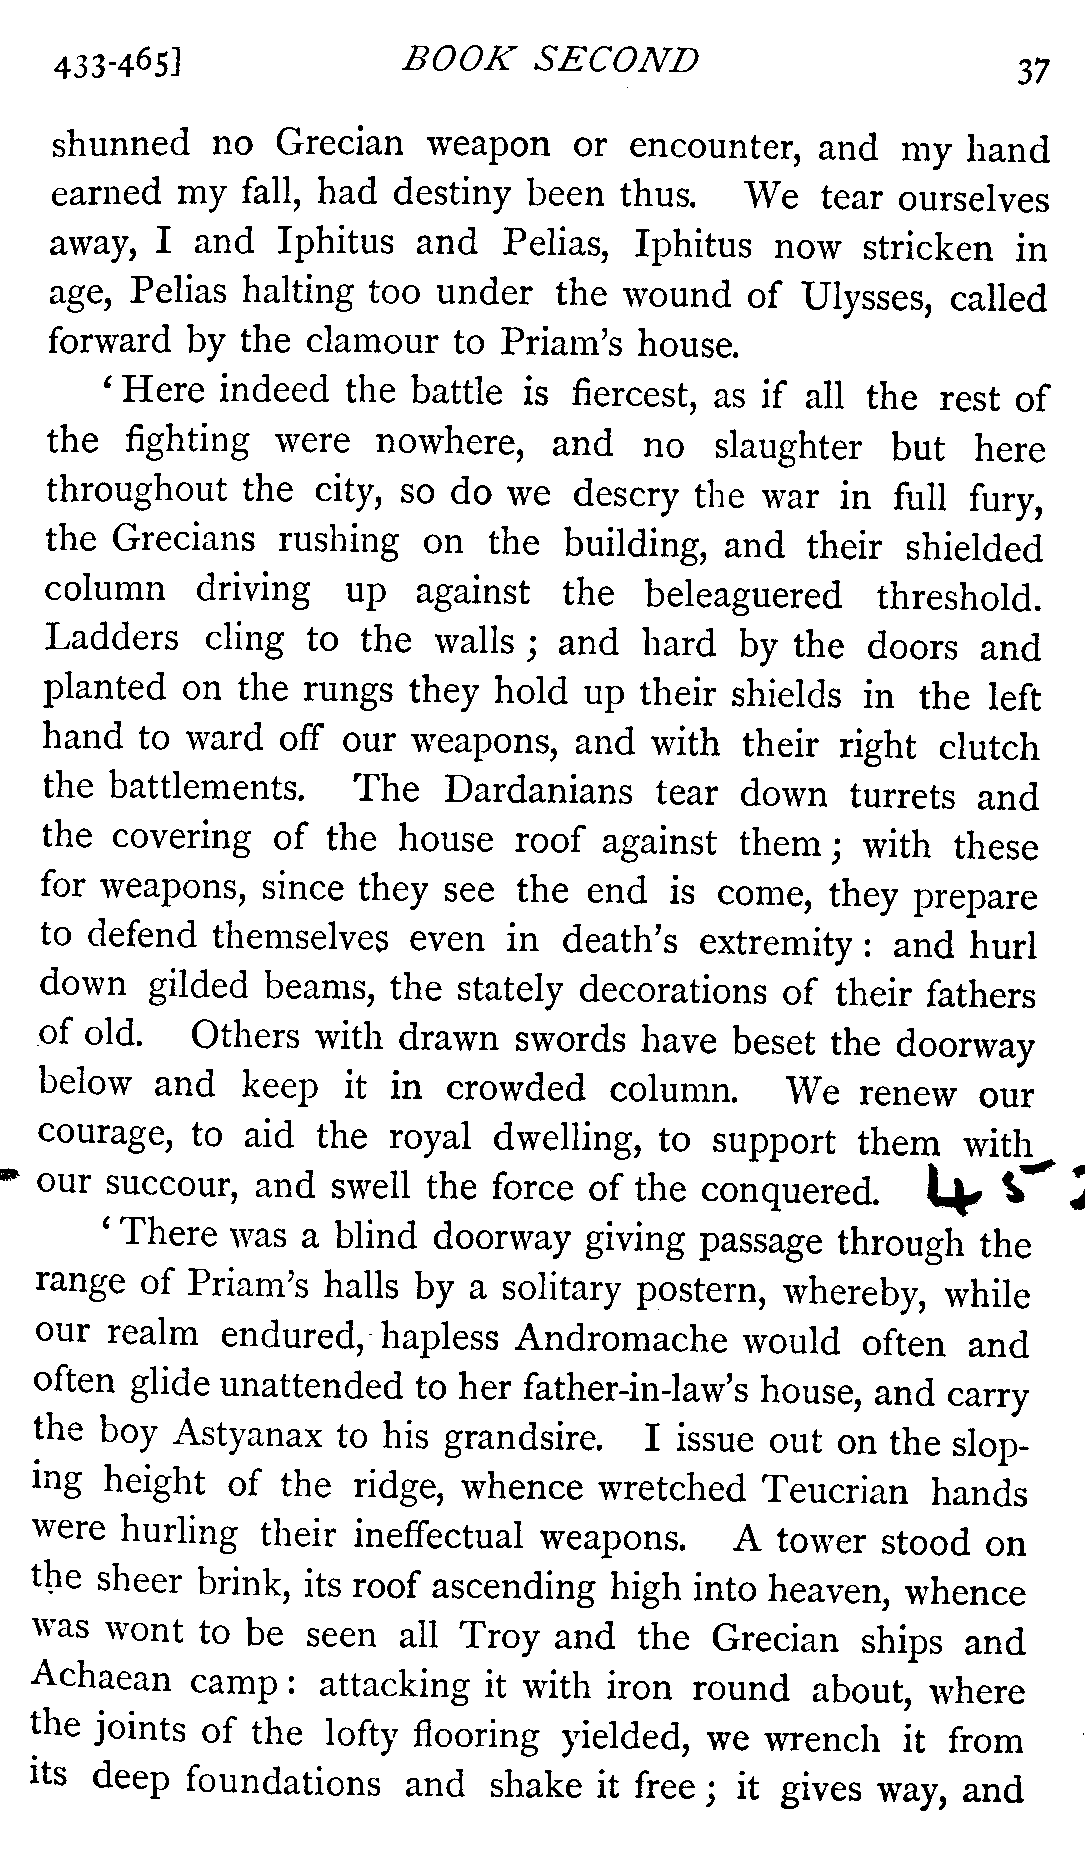 433-465] BOOK SECOND 37
shunned no Grecian weapon or encounter, and my hand
earned my fall, had destiny been thus. We tear ourselves
away, I and Iphitus and Pelias, Iphitus now stricken in
age, Pelias halting too under the wound of Ulysses, called
forward by the clamour to Priam's house.
‘Here indeed the battle is fiercest, as if all the rest of
the fighting were nowhere, and no slaughter but here
throughout the city, so do we descry the war in full fury,
the Grecians rushing on the building, and their shielded
column driving up against the beleaguered threshold.
Ladders cling to the walls ; and hard by the doors and
planted on the rungs they hold up their shields in the left
hand to ward off our weapons, and with their right clutch
the battlements. The Dardanians tear down turrets and
the covering of the house roof against them ; with these
for weapons, since they see the end is come, they prepare
to defend themselves even in death's extremity : and hurl
down gilded beams, the stately decorations of their fathers
of old. Others with drawn swords have beset the doorway
below and keep it in crowded column. We renew our
courage, to aid the royal dwelling, to support them with
our succour, and swell the force of the conquered. 45
‘There was a blind doorway giving passage through the
range of Priam's halls by a solitary postern, whereby, while
our realm endured, hapless Andromache would often and
often glide unattended to her father-in-law's house, and carry
the boy Astyanax to his grandsire. I issue out on the slop-
ing height of the ridge, whence wretched Teucrian hands
were hurling their ineffectual weapons. A tower stood on
the sheer brink, its roof ascending high into heaven, whence
was wont to be seen all Troy and the Grecian ships and
Achaean camp : attacking it with iron round about, where
the joints of the lofty flooring yielded, we wrench it from
its deep foundations and shake it free ; it gives way, and